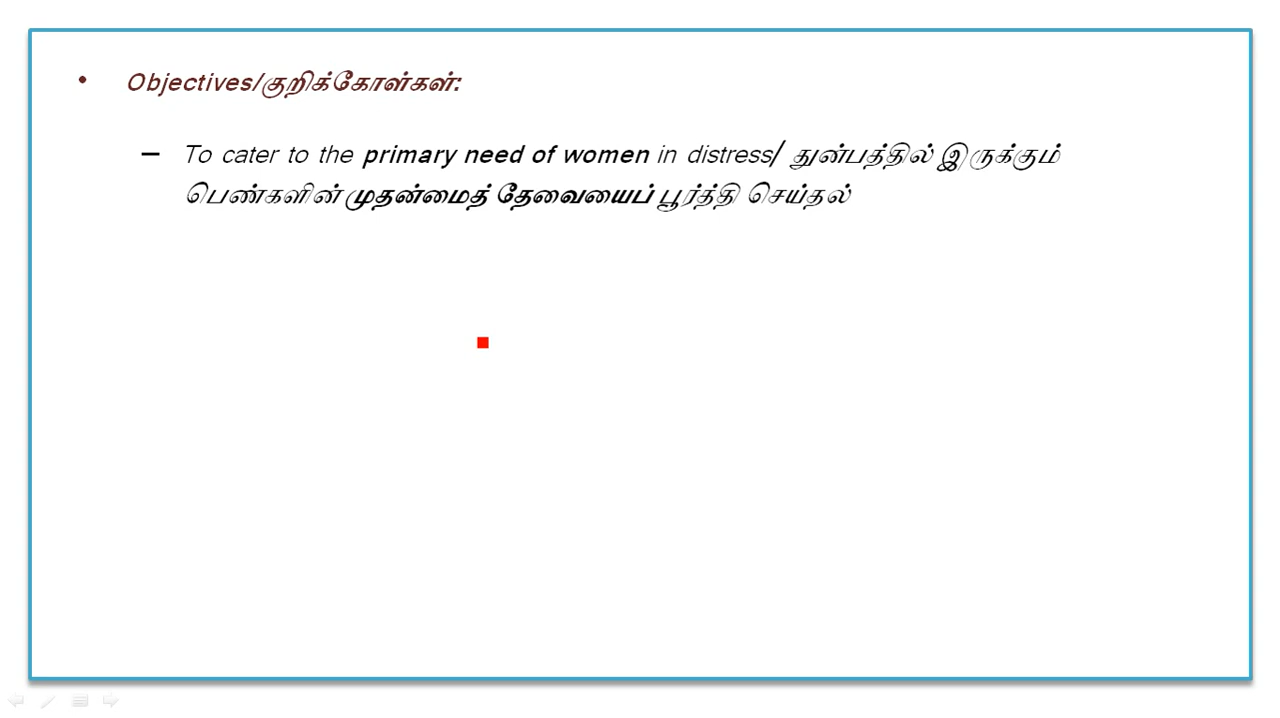 • Objectives/குறிக்கோள்கள்:
– To cater to the primary need of women in distress/ துன்பத்தில் இருக்கும்
பெண்களின் முதன்மைத் தேவையைப் பூர்த்தி செய்தல்